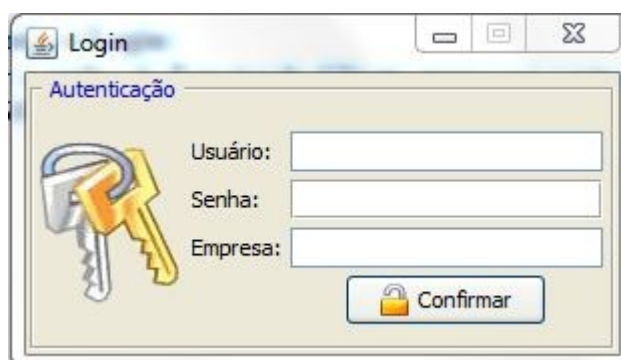 Login
Autenticação
Usuário:
Senha:
Empresa:
Confirmar